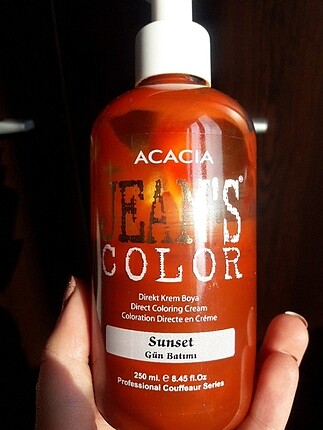 ACACIA
JEAN'S®
COLOR
Direkt Krem Boya
Direct Coloring Cream
Coloration Directe en Créme
Sunset
Gün Batımı
250 ml. ℮ 8.45 fl.Oz
Professional Couffeaur Series